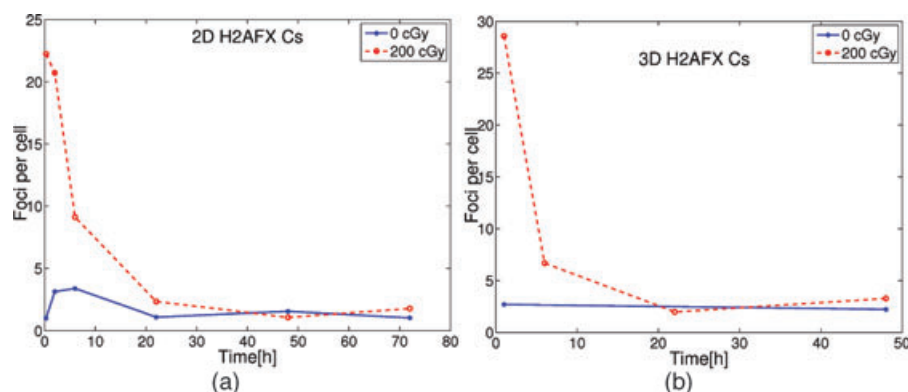 2D H2AFX Cs
0 cGy
200 cGy
Foci per cell
25
20
15
10
5
0
0 10 20 30 40 50 60 70 80
Time[h]
(a)
3D H2AFX Cs
0 cGy
200 cGy
Foci per cell
30
25
20
15
10
5
0
0 10 20 30 40 50
Time[h]
(b)